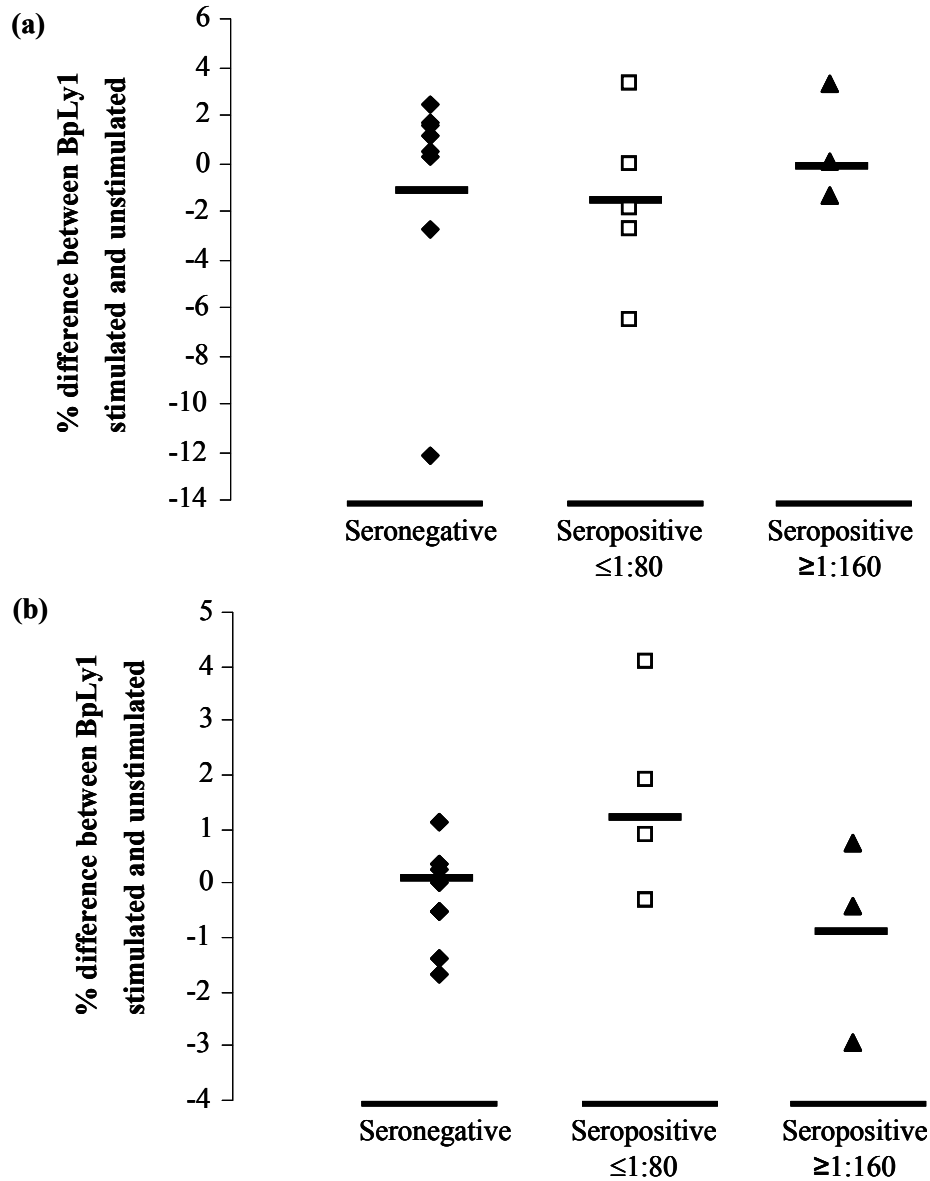 (a)
% difference between BpLy1
stimulated and unstimulated
6
4
2
0
-2
-4
-6
-8
-10
-12
-14
Seronegative
Seropositive
≤1:80
Seropositive
≥1:160
(b)
% difference between BpLy1
stimulated and unstimulated
5
4
3
2
1
0
-1
-2
-3
-4
Seronegative
Seropositive
≤1:80
Seropositive
≥1:160